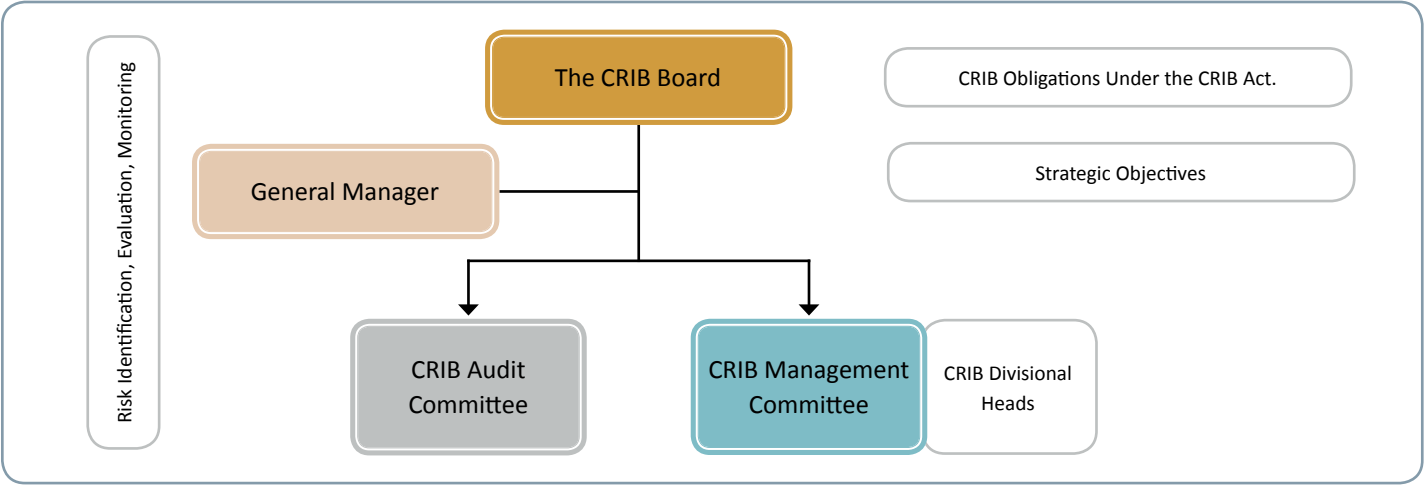 Risk Identification, Evaluation, Monitoring
The CRIB Board
CRIB Obligations Under the CRIB Act.
General Manager
Strategic Objectives
CRIB Audit
Committee
CRIB Management
Committee
CRIB Divisional
Heads